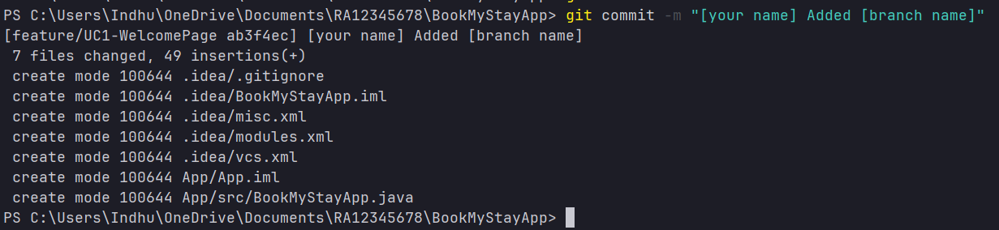 PS C:\Users\Indhu\OneDrive\Documents\RA12345678\BookMyStayApp> git commit -m "[your name] Added [branch name]"
[feature/UC1-WelcomePage ab3f4ec] [your name] Added [branch name]
 7 files changed, 49 insertions(+)
 create mode 100644 .idea/.gitignore
 create mode 100644 .idea/BookMyStayApp.iml
 create mode 100644 .idea/misc.xml
 create mode 100644 .idea/modules.xml
 create mode 100644 .idea/vcs.xml
 create mode 100644 App/App.iml
 create mode 100644 App/src/BookMyStayApp.java
PS C:\Users\Indhu\OneDrive\Documents\RA12345678\BookMyStayApp>